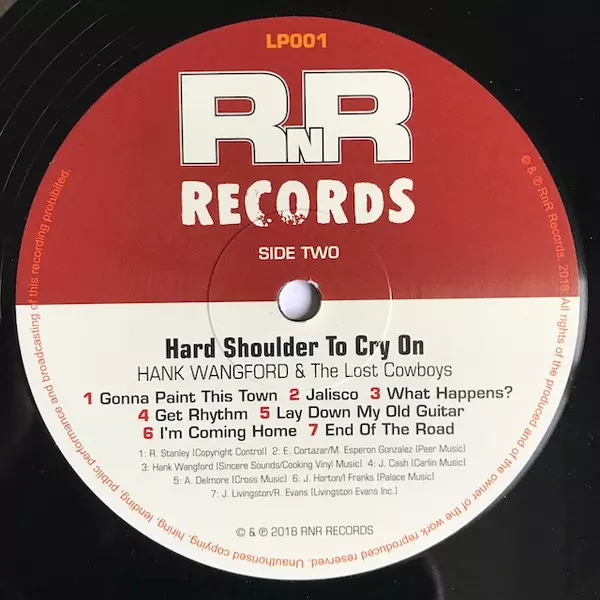 LP001
RNR
RECORDS
SIDE TWO
Hard Shoulder To Cry On
HANK WANGFORD & The Lost Cowboys
1 Gonna Paint This Town 2 Jalisco 3 What Happens?
4 Get Rhythm 5 Lay Down My Old Guitar
6 I'm Coming Home 7 End Of The Road
1: R. Stanley (Copyright Control) 2: E. Cortazar/M. Esperon Gonzalez (Peer Music)
3: Hank Wangford (Sincere Sounds/Cooking Vinyl Music) 4: J. Cash (Carlin Music)
5: A. Delmore (Cross Music) 6: J. Horton/I Franks (Palace Music)
7: J. Livingston/R. Evans (Livingston Evans Inc.)
© & ℗ 2018 RNR RECORDS
© & ℗ RnR Records. 2018 All rights of the produced and of the owner of the work reproduced reserved. Unauthorised copying, hiring, lending, public performance and broadcasting of this recording prohibited.